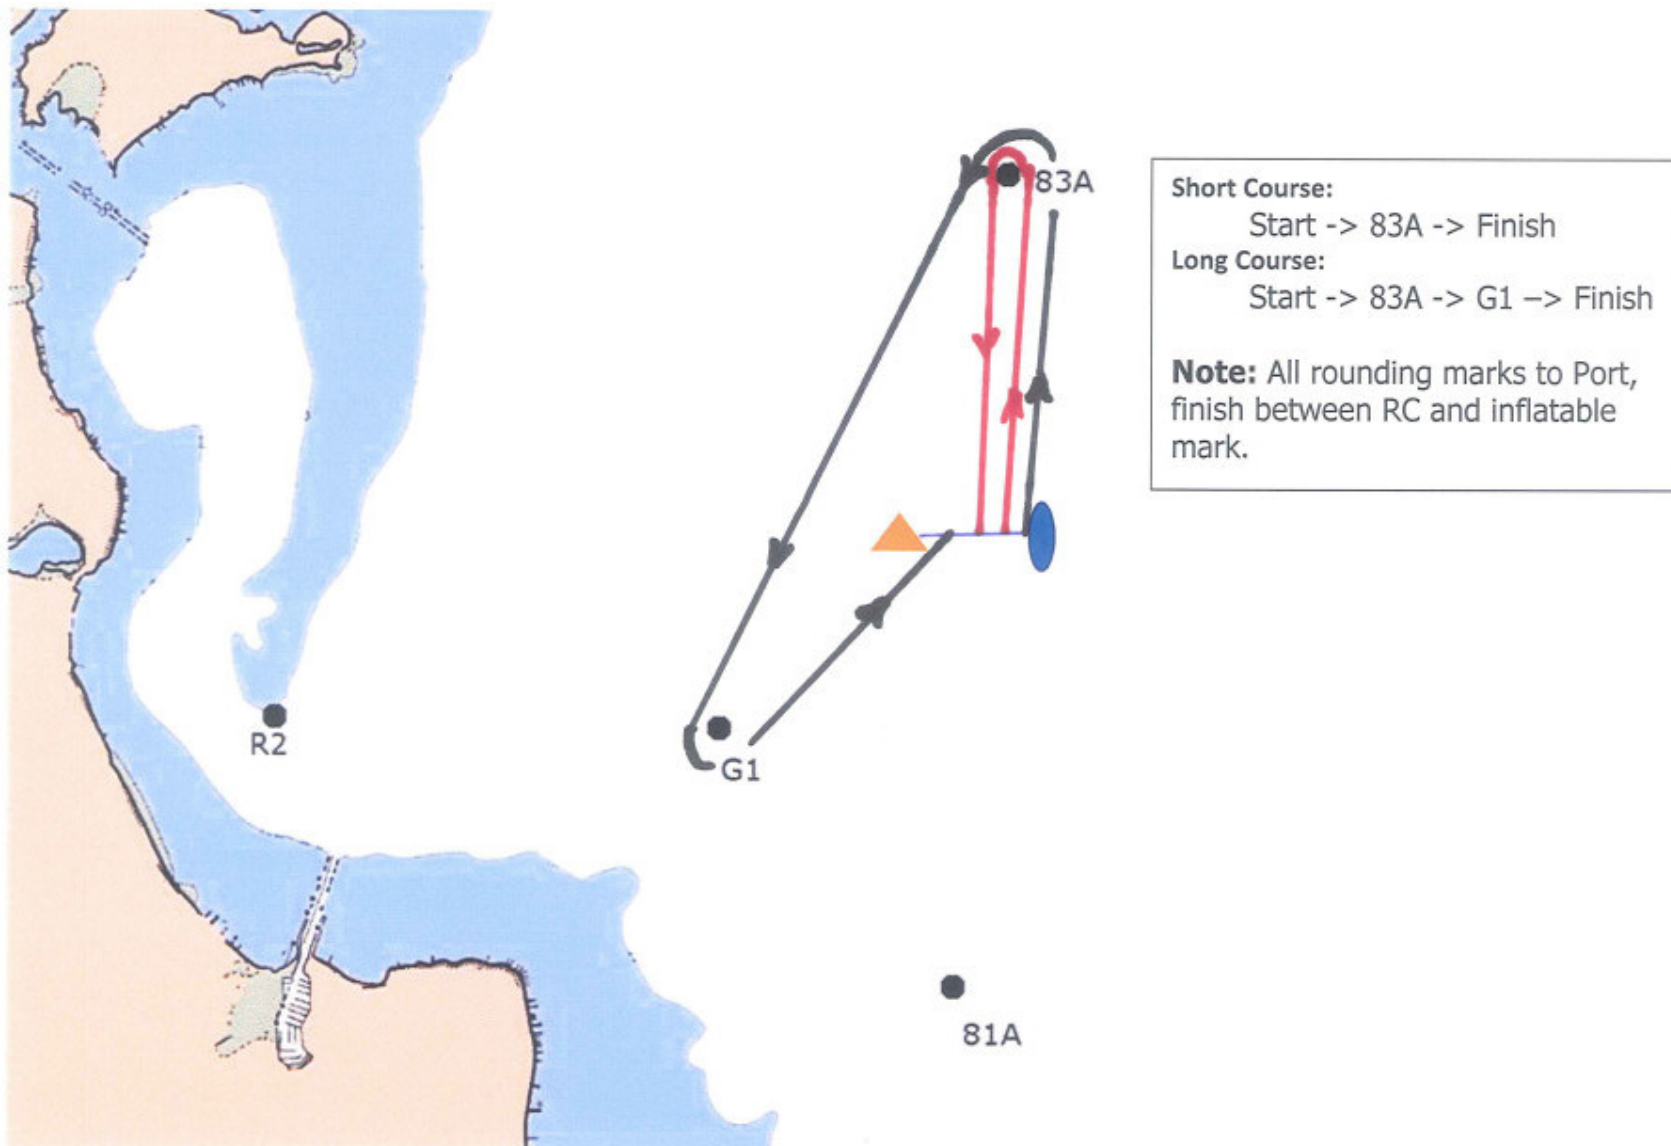 83A
Short Course:
Start -> 83A -> Finish
Long Course:
Start -> 83A -> G1 –> Finish
Note: All rounding marks to Port,
finish between RC and inflatable
mark.
R2
G1
81A